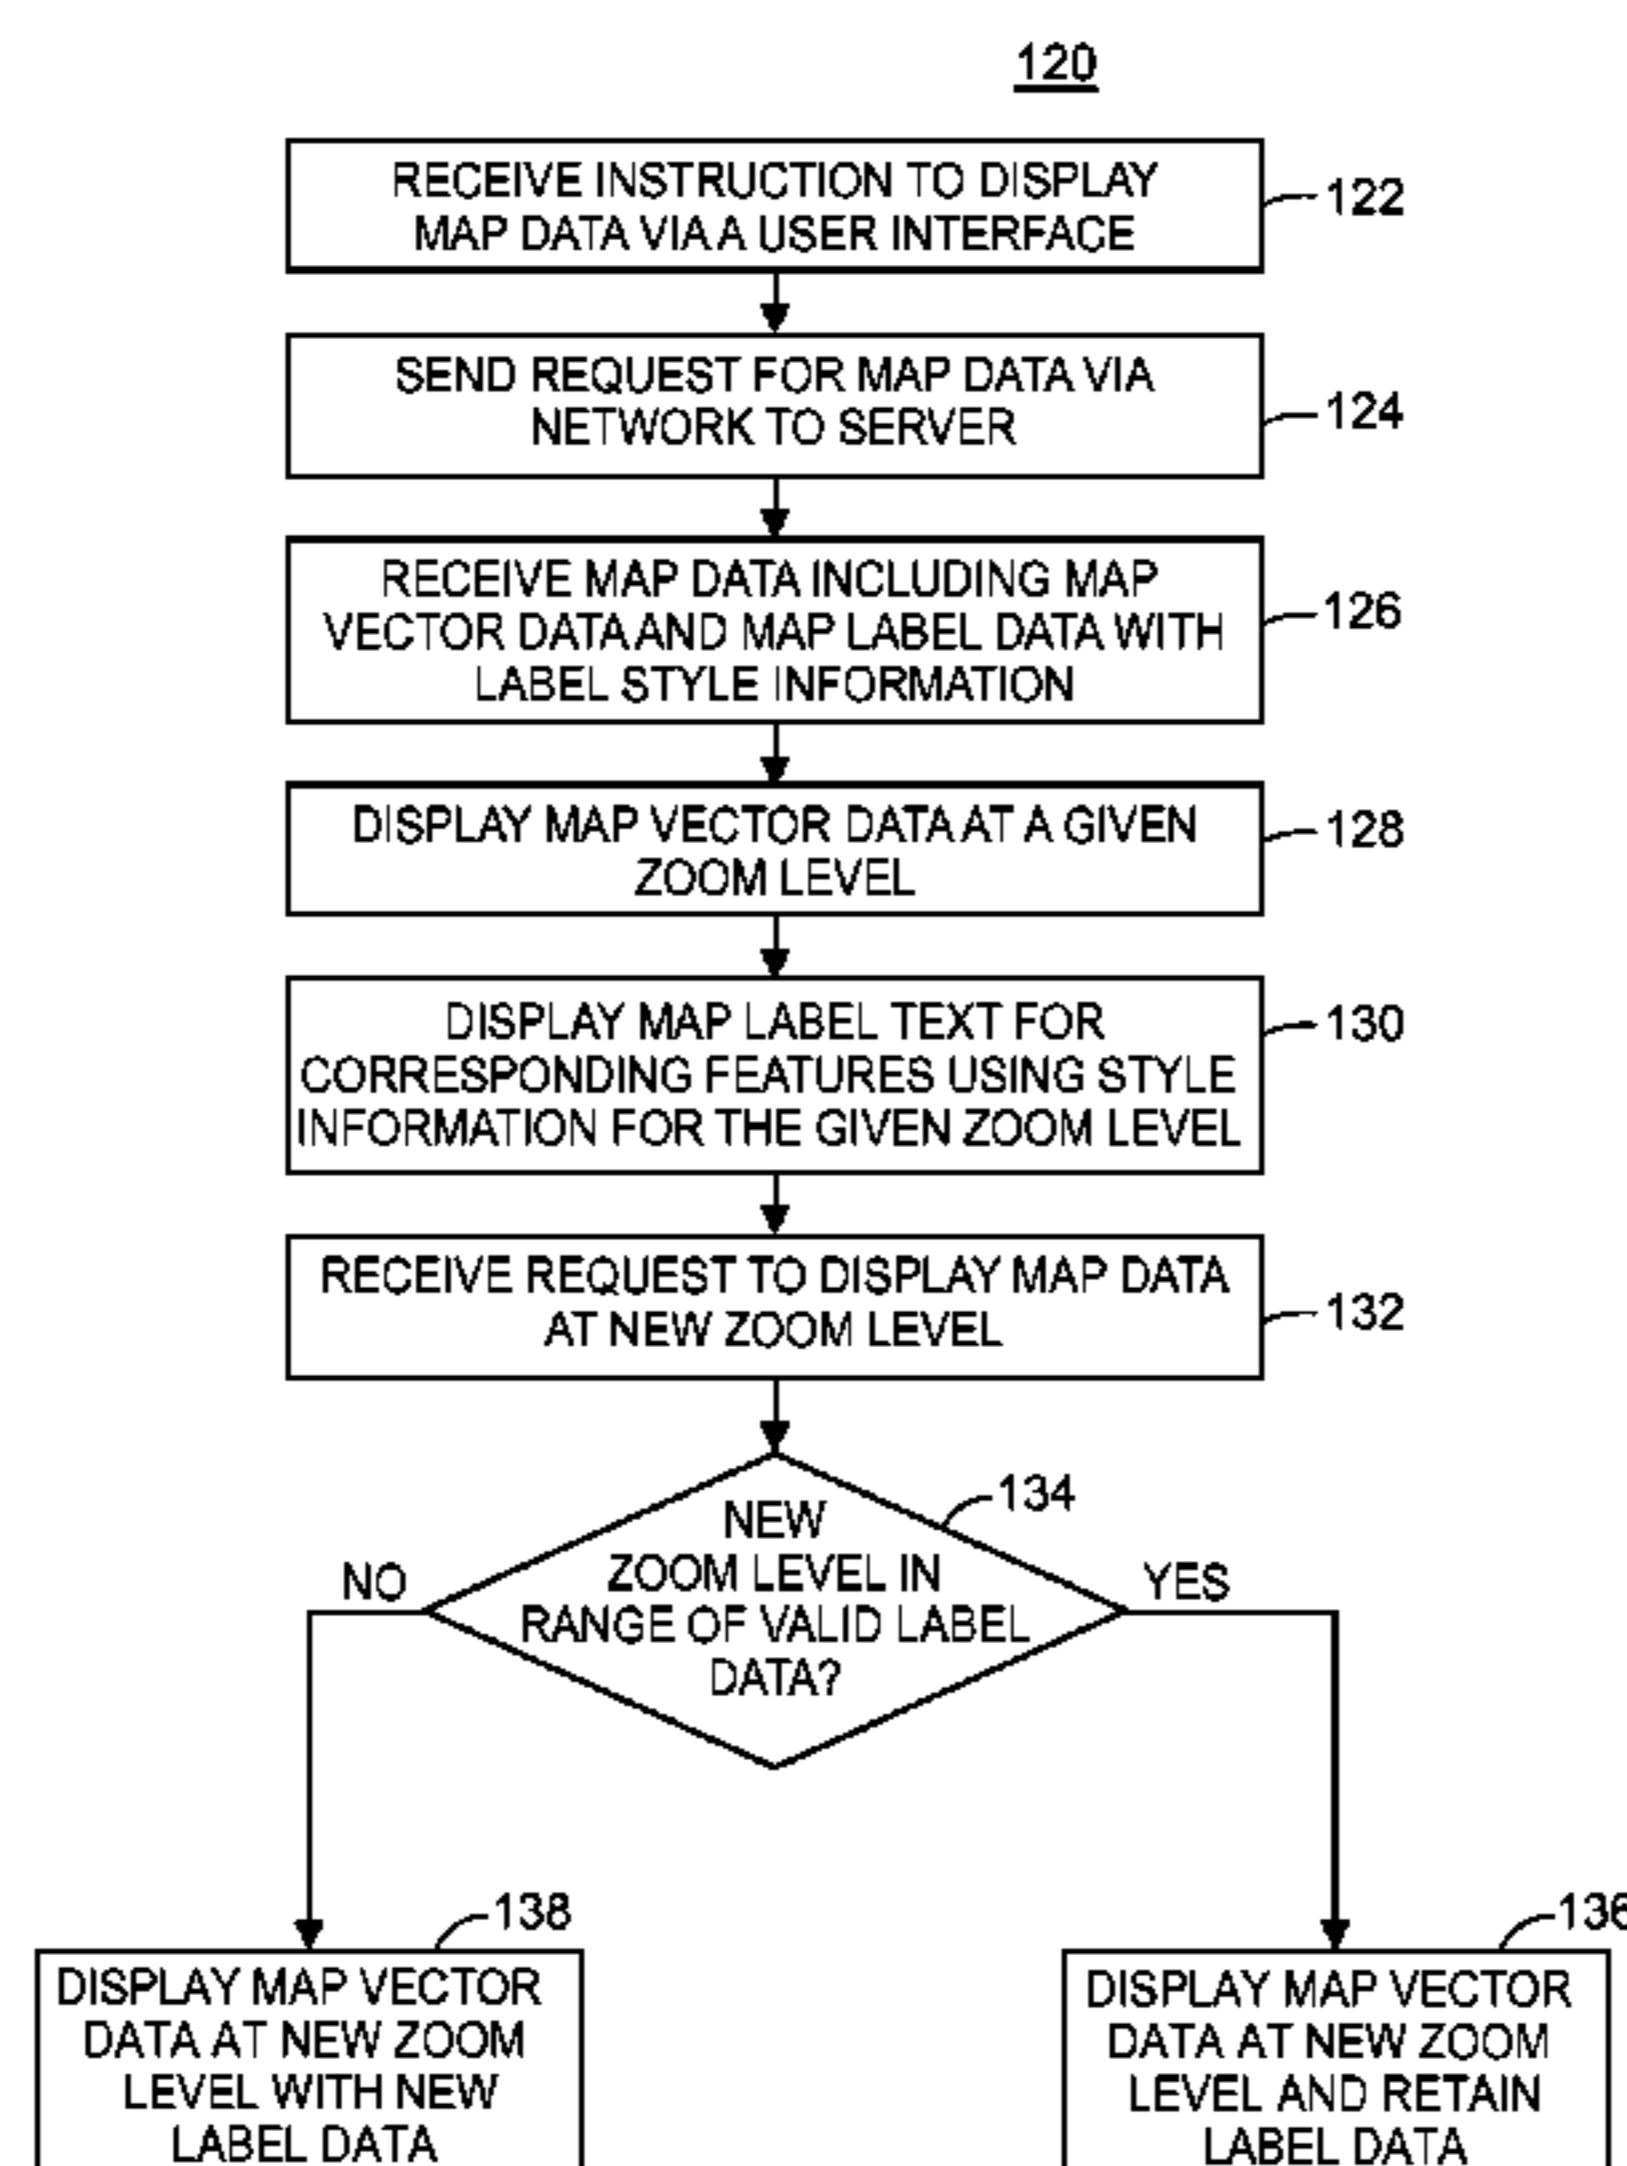 120
RECEIVE INSTRUCTION TO DISPLAY
MAP DATA VIA A USER INTERFACE
122
SEND REQUEST FOR MAP DATA VIA
NETWORK TO SERVER
124
RECEIVE MAP DATA INCLUDING MAP
VECTOR DATA AND MAP LABEL DATA WITH
LABEL STYLE INFORMATION
126
DISPLAY MAP VECTOR DATA AT A GIVEN
ZOOM LEVEL
128
DISPLAY MAP LABEL TEXT FOR
CORRESPONDING FEATURES USING STYLE
INFORMATION FOR THE GIVEN ZOOM LEVEL
130
RECEIVE REQUEST TO DISPLAY MAP DATA
AT NEW ZOOM LEVEL
132
134
NEW
ZOOM LEVEL IN
RANGE OF VALID LABEL
DATA?
NO
YES
138
DISPLAY MAP VECTOR
DATA AT NEW ZOOM
LEVEL WITH NEW
LABEL DATA
136
DISPLAY MAP VECTOR
DATA AT NEW ZOOM
LEVEL AND RETAIN
LABEL DATA